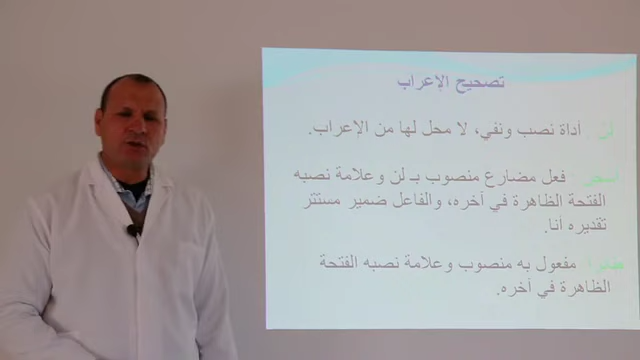 تصحيح الإعراب
لن أداة نصب ونفي، لا محل لها من الإعراب.
فعل مضارع منصوب بـ لن وعلامة نصبه
الفتحة الظاهرة في آخره، والفاعل ضمير مستتر
تقديره أنا.
مفعول به منصوب وعلامة نصبه الفتحة
الظاهرة في آخره.